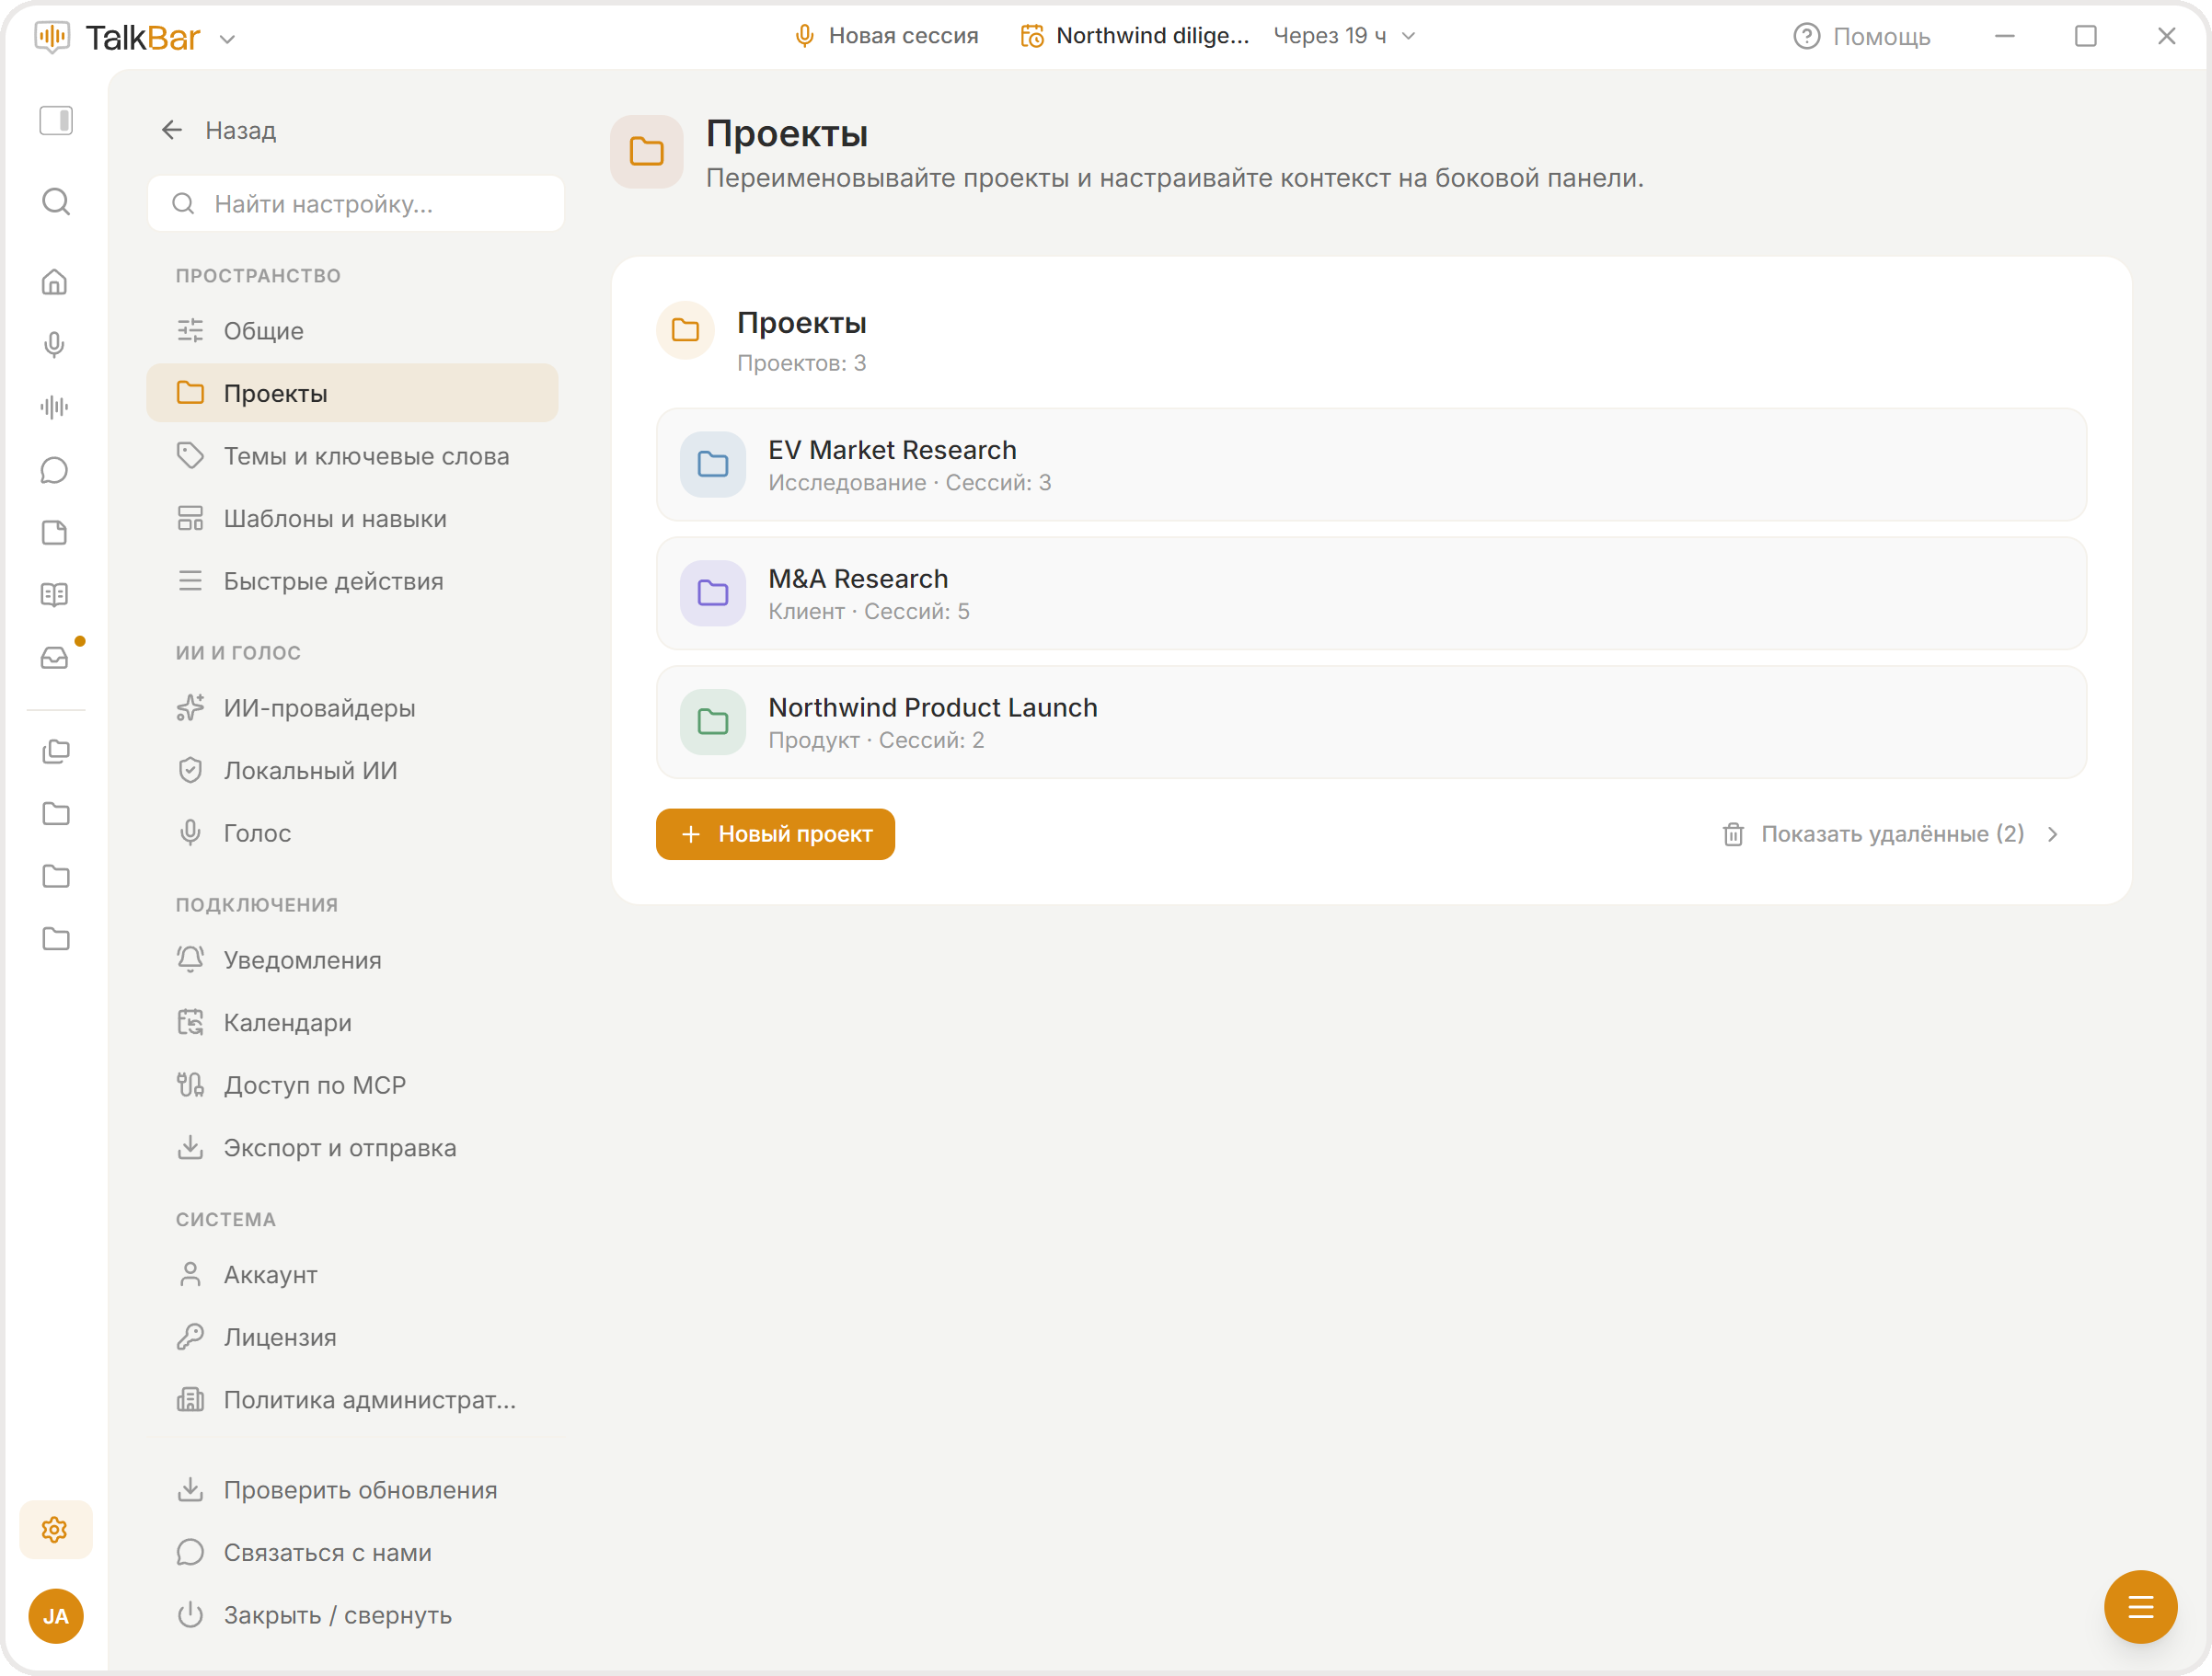 TalkBar
Новая сессия
Northwind dilige...
Через 19 ч
Помощь
Назад
Найти настройку...
ПРОСТРАНСТВО
Общие
Проекты
Темы и ключевые слова
Шаблоны и навыки
Быстрые действия
ИИ И ГОЛОС
ИИ-провайдеры
Локальный ИИ
Голос
ПОДКЛЮЧЕНИЯ
Уведомления
Календари
Доступ по MCP
Экспорт и отправка
СИСТЕМА
Аккаунт
Лицензия
Политика администрат...
Проверить обновления
Связаться с нами
Закрыть / свернуть
JA
Проекты
Переименовывайте проекты и настраивайте контекст на боковой панели.
Проекты
Проектов: 3
EV Market Research
Исследование · Сессий: 3
M&A Research
Клиент · Сессий: 5
Northwind Product Launch
Продукт · Сессий: 2
Новый проект
Показать удалённые (2)